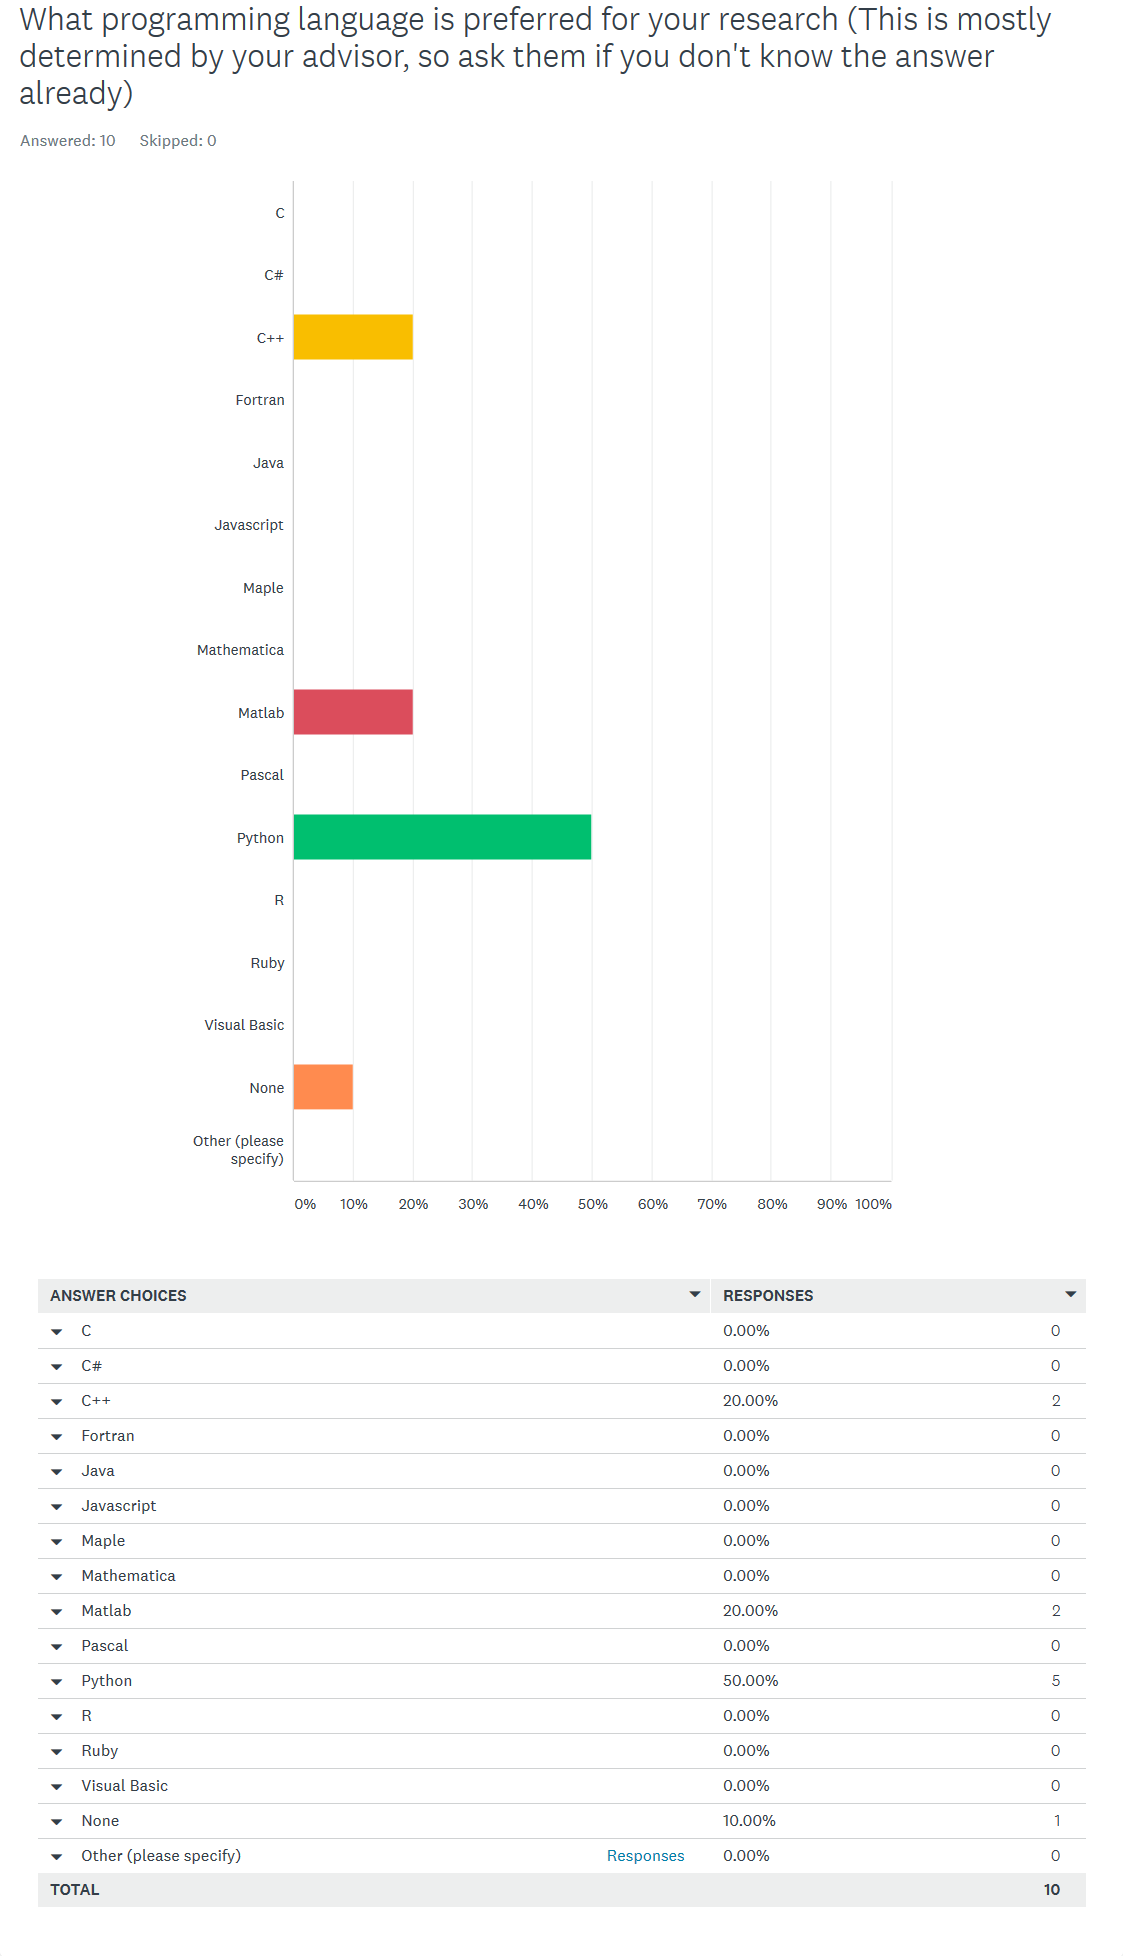 What programming language is preferred for your research (This is mostly
determined by your advisor, so ask them if you don't know the answer
already)
Answered: 10 Skipped: 0
C
C#
C++
Fortran
Java
Javascript
Maple
Mathematica
Matlab
Pascal
Python
R
Ruby
Visual Basic
None
Other (please
specify)
0% 10% 20% 30% 40% 50% 60% 70% 80% 90% 100%
ANSWER CHOICES RESPONSES
C 0.00% 0
C# 0.00% 0
C++ 20.00% 2
Fortran 0.00% 0
Java 0.00% 0
Javascript 0.00% 0
Maple 0.00% 0
Mathematica 0.00% 0
Matlab 20.00% 2
Pascal 0.00% 0
Python 50.00% 5
R 0.00% 0
Ruby 0.00% 0
Visual Basic 0.00% 0
None 10.00% 1
Other (please specify) Responses 0.00% 0
TOTAL 10